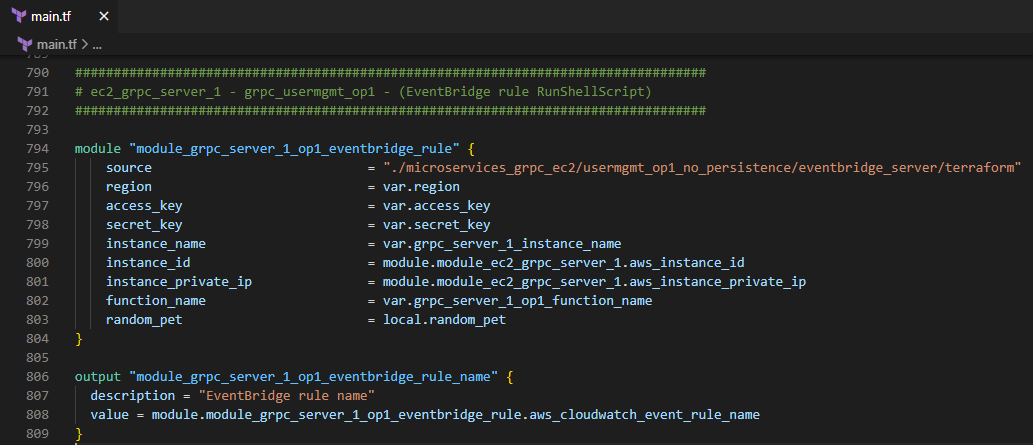 main.tf ×
main.tf > ...
789
790 ##################################################################################
791 # ec2_grpc_server_1 - grpc_usermgmt_op1 - (EventBridge rule RunShellScript)
792 ##################################################################################
793
794 module "module_grpc_server_1_op1_eventbridge_rule" {
795 source = "./microservices_grpc_ec2/usermgmt_op1_no_persistence/eventbridge_server/terraform"
796 region = var.region
797 access_key = var.access_key
798 secret_key = var.secret_key
799 instance_name = var.grpc_server_1_instance_name
800 instance_id = module.module_ec2_grpc_server_1.aws_instance_id
801 instance_private_ip = module.module_ec2_grpc_server_1.aws_instance_private_ip
802 function_name = var.grpc_server_1_op1_function_name
803 random_pet = local.random_pet
804 }
805
806 output "module_grpc_server_1_op1_eventbridge_rule_name" {
807 description = "EventBridge rule name"
808 value = module.module_grpc_server_1_op1_eventbridge_rule.aws_cloudwatch_event_rule_name
809 }